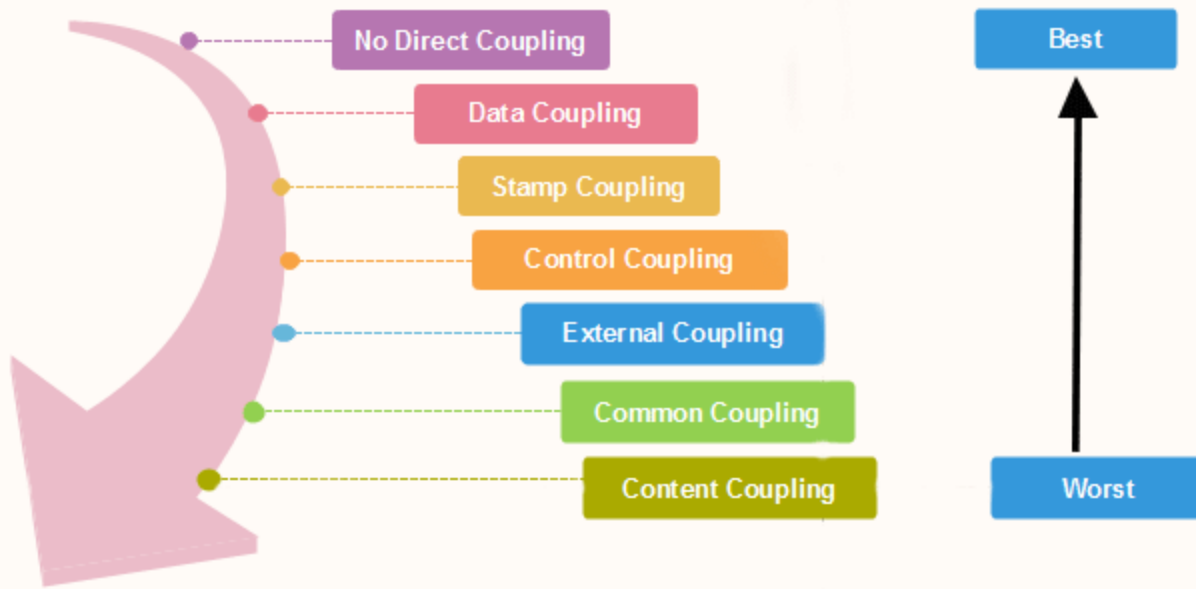 No Direct Coupling
Best
Data Coupling
Stamp Coupling
Control Coupling
External Coupling
Common Coupling
Content Coupling
Worst